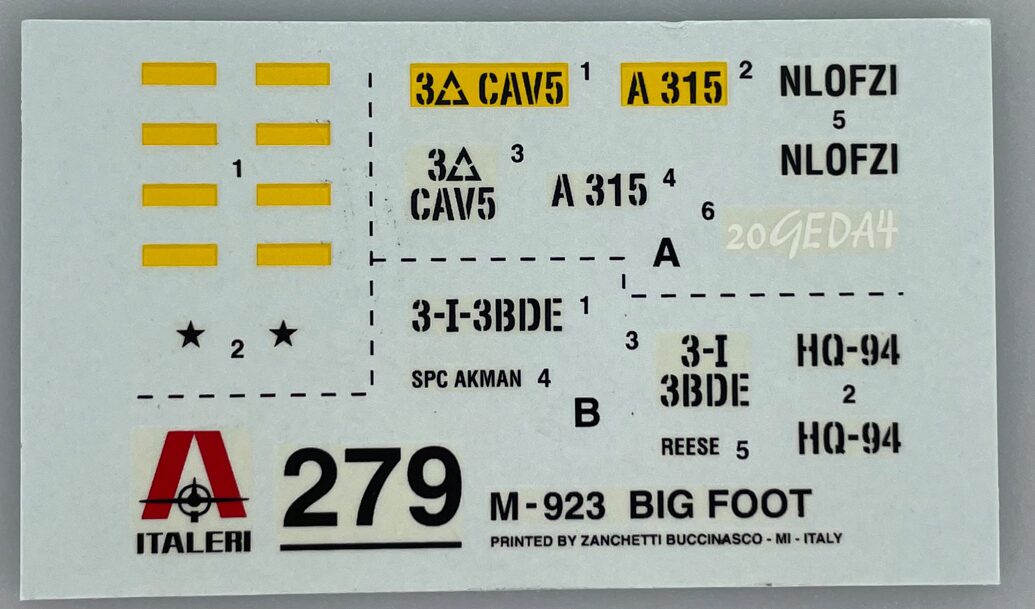 1
2
3△ CAV5 1
A 315 2
NLOFZI
5
NLOFZI
3△
CAV5
3
A 315 4
6 20GEDA4
A
3-I-3BDE 1
SPC AKMAN 4
B
3 3-I
3BDE
REESE 5
HQ-94
2
HQ-94
ITALERI
279
M-923 BIG FOOT
PRINTED BY ZANCHETTI BUCCINASCO - MI - ITALY